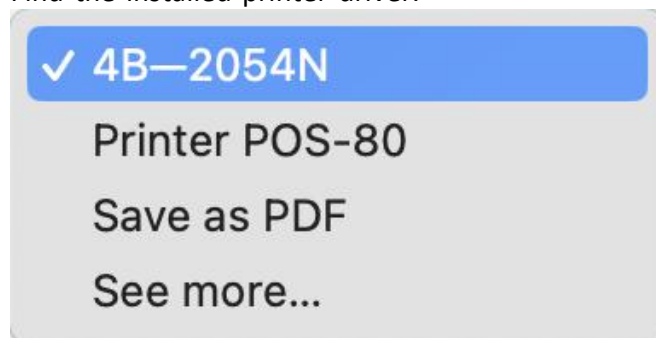 Find the installed printer driver.
✓ 4B—2054N
Printer POS-80
Save as PDF
See more...